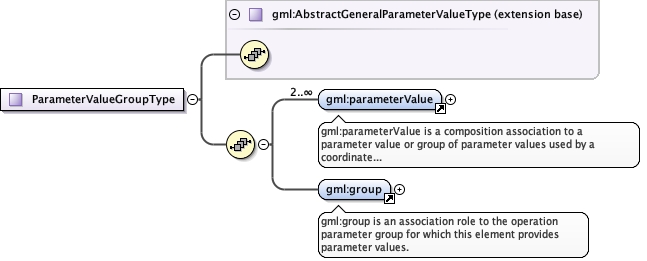 gml:AbstractGeneralParameterValueType (extension base)
ParameterValueGroupType
2..∞
gml:parameterValue
gml:parameterValue is a composition association to a
parameter value or group of parameter values used by a
coordinate...
gml:group
gml:group is an association role to the operation
parameter group for which this element provides
parameter values.